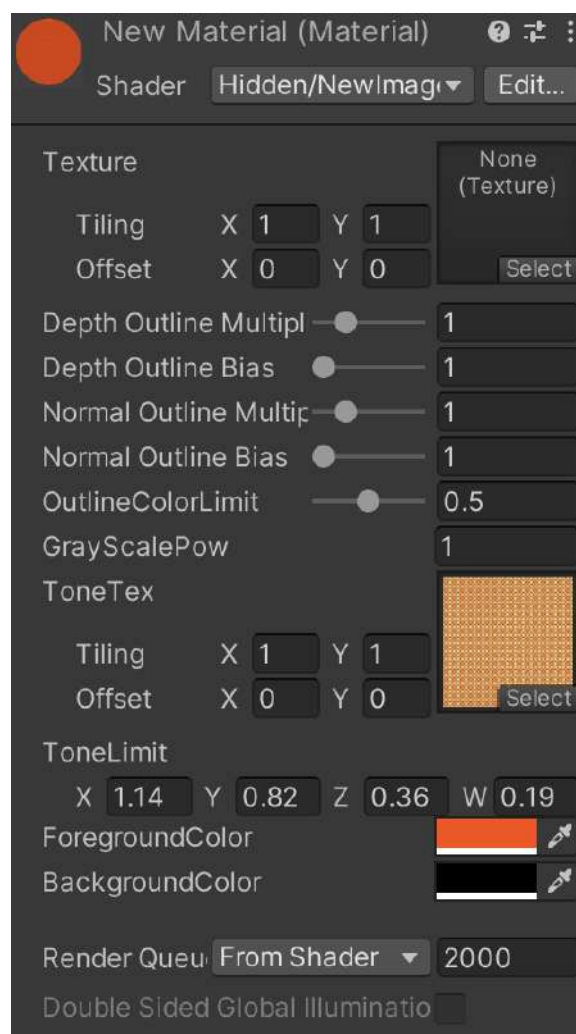 New Material (Material)
Shader Hidden/NewImag Edit...
Texture None
(Texture)
Tiling X 1 Y 1
Offset X 0 Y 0 Select
Depth Outline Multipl 1
Depth Outline Bias 1
Normal Outline Multip 1
Normal Outline Bias 1
OutlineColorLimit 0.5
GrayScalePow 1
ToneTex
Tiling X 1 Y 1
Offset X 0 Y 0 Select
ToneLimit
X 1.14 Y 0.82 Z 0.36 W 0.19
ForegroundColor
BackgroundColor
Render Queu From Shader 2000
Double Sided Global Illuminatio